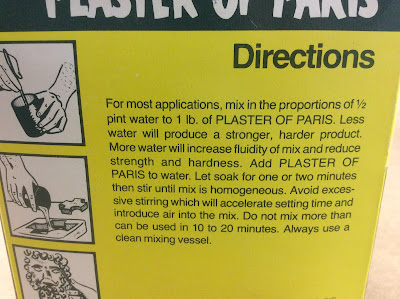 PLASTER OF PARIS
Directions
For most applications, mix in the proportions of ½
pint water to 1 lb. of PLASTER OF PARIS. Less
water will produce a stronger, harder product.
More water will increase fluidity of mix and reduce
strength and hardness. Add PLASTER OF PARIS
to water. Let soak for one or two minutes
then stir until mix is homogeneous. Avoid exces-
sive stirring which will accelerate setting time and
introduce air into the mix. Do not mix more than
can be used in 10 to 20 minutes. Always use a
clean mixing vessel.